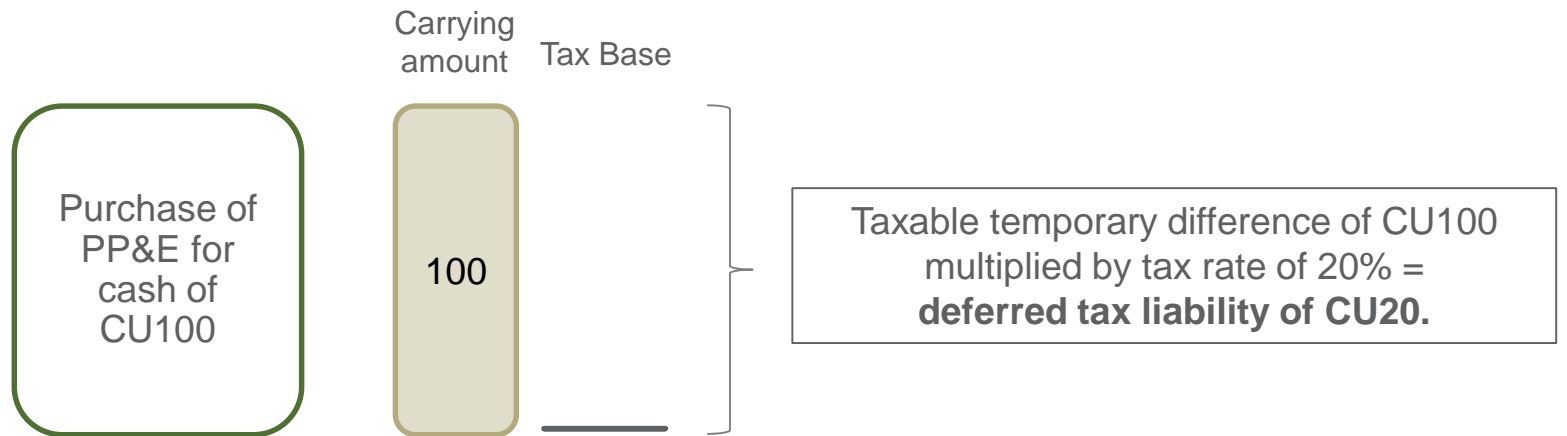 Carrying
amount
Tax Base
Purchase of
PP&E for
cash of
CU100
100
Taxable temporary difference of CU100
multiplied by tax rate of 20% =
deferred tax liability of CU20.